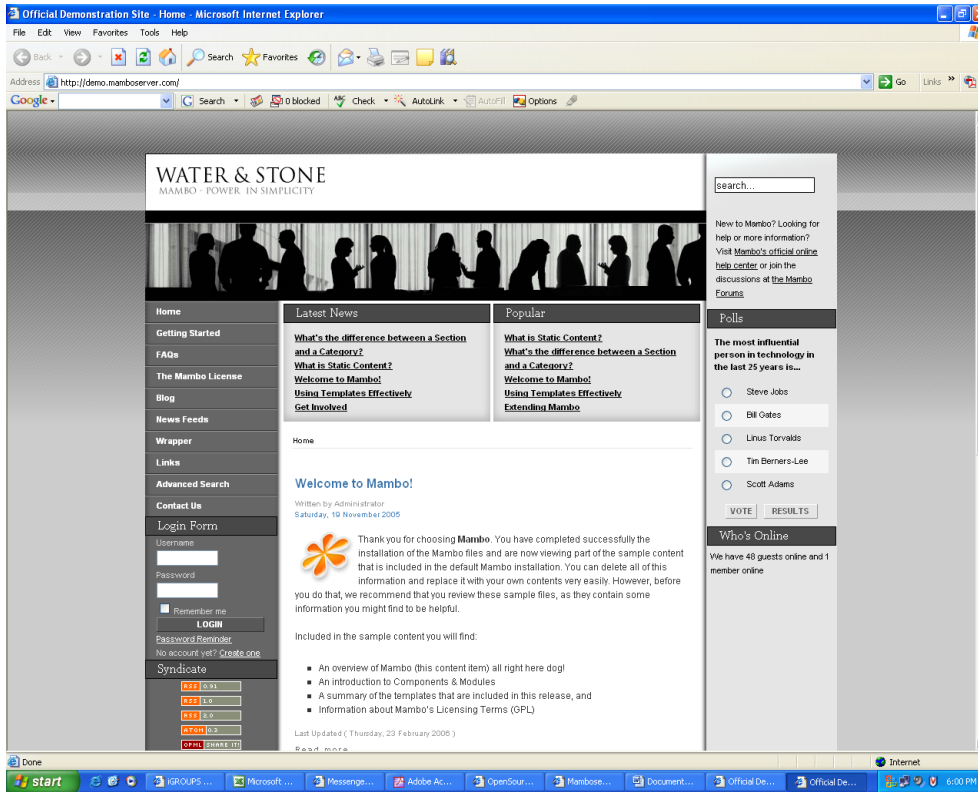 Official Demonstration Site - Home - Microsoft Internet Explorer
File Edit View Favorites Tools Help
Back Search Favorites
Address http://demo.mamboserver.com/ Go Links
Google Search 0 blocked Check AutoLink AutoFill Options
WATER & STONE
MAMBO - POWER IN SIMPLICITY
Home
Getting Started
FAQs
The Mambo License
Blog
News Feeds
Wrapper
Links
Advanced Search
Contact Us
Login Form
Username
Password
Remember me
LOGIN
Password Reminder
No account yet? Create one
Syndicate
RSS 0.91
RSS 1.0
RSS 2.0
ATOM 0.3
OPML SHARE IT!
Latest News
What's the difference between a Section
and a Category?
What is Static Content?
Welcome to Mambo!
Using Templates Effectively
Get Involved
Popular
What is Static Content?
What's the difference between a Section
and a Category?
Welcome to Mambo!
Using Templates Effectively
Extending Mambo
Home
Welcome to Mambo!
Written by Administrator
Saturday, 19 November 2005
Thank you for choosing Mambo. You have completed successfully the
installation of the Mambo files and are now viewing part of the sample content
that is included in the default Mambo installation. You can delete all of this
information and replace it with your own contents very easily. However, before
you do that, we recommend that you review these sample files, as they contain some
information you might find to be helpful.
Included in the sample content you will find:
An overview of Mambo (this content item) all right here dog!
An introduction to Components & Modules
A summary of the templates that are included in this release, and
Information about Mambo's Licensing Terms (GPL)
Last Updated ( Thursday, 23 February 2006 )
Read more
search...
New to Mambo? Looking for
help or more information?
Visit Mambo's official online
help center or join the
discussions at the Mambo
Forums
Polls
The most influential
person in technology in
the last 25 years is...
Steve Jobs
Bill Gates
Linus Torvalds
Tim Berners-Lee
Scott Adams
VOTE RESULTS
Who's Online
We have 48 guests online and 1
member online
Done Internet
start iGROUPS ... Microsoft ... Messenge... Adobe Ac... OpenSour... Mambose... Document... Official De... Official De... 6:00 PM